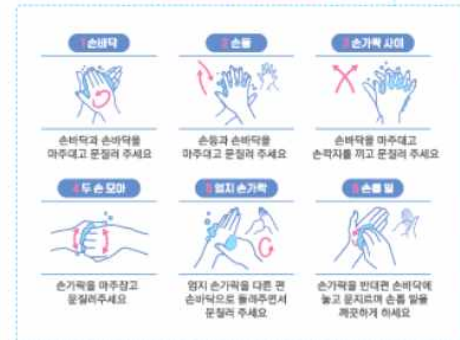 1 손바닥
손바닥과 손바닥을
마주대고 문질러 주세요
2 손등
손등과 손바닥을
마주대고 문질러 주세요
3 손가락 사이
손바닥을 마주대고
손깍지를 끼고 문질러 주세요
4 두 손 모아
손가락을 마주잡고
문질러주세요
5 엄지 손가락
엄지 손가락을 다른 편
손바닥으로 돌려주면서
문질러 주세요
6 손톱 밑
손가락을 반대편 손바닥에
놓고 문지르며 손톱 밑을
깨끗하게 하세요